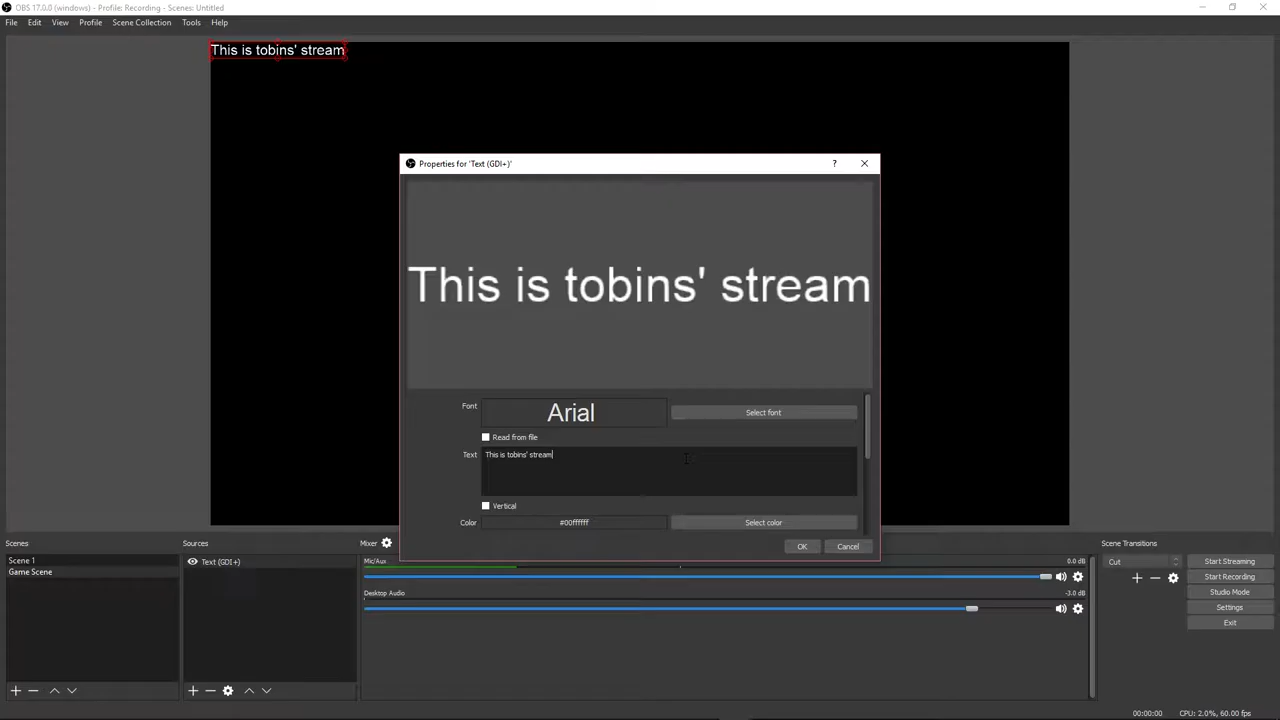 OBS 17.0.0 (windows) - Profile: Recording - Scenes: Untitled
File Edit View Profile Scene Collection Tools Help
This is tobins' stream
Properties for 'Text (GDI+)'
?
This is tobins' stream
Font Arial Select font
Read from file
Text This is tobins' stream
Vertical
Color #00ffffff Select color
OK Cancel
Scenes
Scene 1
Game Scene
Sources
Text (GDI+)
Mixer
Mic/Aux 0.0 dB
Desktop Audio -3.0 dB
Scene Transitions
Cut
Start Streaming
Start Recording
Studio Mode
Settings
Exit
00:00:00 CPU: 2.0%, 60.00 fps